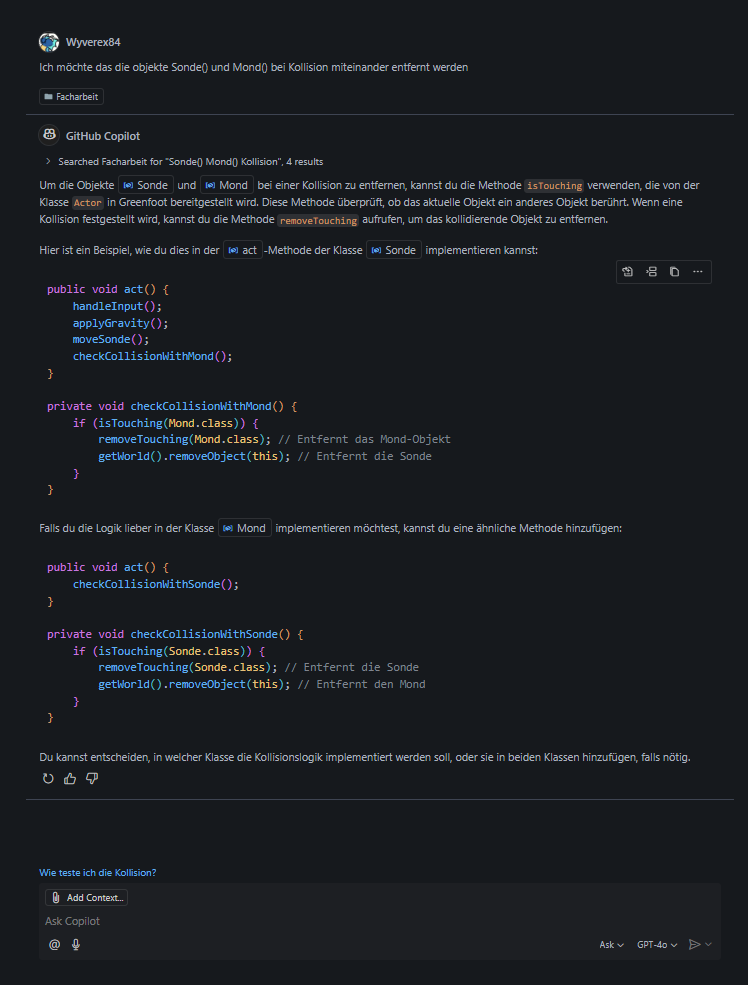 Wyverex84
Ich möchte das die objekte Sonde() und Mond() bei Kollision miteinander entfernt werden
Facharbeit
GitHub Copilot
Searched Facharbeit for "Sonde() Mond() Kollision", 4 results
Um die Objekte Sonde und Mond bei einer Kollision zu entfernen, kannst du die Methode isTouching verwenden, die von der
Klasse Actor in Greenfoot bereitgestellt wird. Diese Methode überprüft, ob das aktuelle Objekt ein anderes Objekt berührt. Wenn eine
Kollision festgestellt wird, kannst du die Methode removeTouching aufrufen, um das kollidierende Objekt zu entfernen.
Hier ist ein Beispiel, wie du dies in der act -Methode der Klasse Sonde implementieren kannst:
public void act() {
    handleInput();
    applyGravity();
    moveSonde();
    checkCollisionWithMond();
}
private void checkCollisionWithMond() {
    if (isTouching(Mond.class)) {
        removeTouching(Mond.class); // Entfernt das Mond-Objekt
        getWorld().removeObject(this); // Entfernt die Sonde
    }
}
Falls du die Logik lieber in der Klasse Mond implementieren möchtest, kannst du eine ähnliche Methode hinzufügen:
public void act() {
    checkCollisionWithSonde();
}
private void checkCollisionWithSonde() {
    if (isTouching(Sonde.class)) {
        removeTouching(Sonde.class); // Entfernt die Sonde
        getWorld().removeObject(this); // Entfernt den Mond
    }
}
Du kannst entscheiden, in welcher Klasse die Kollisionslogik implementiert werden soll, oder sie in beiden Klassen hinzufügen, falls nötig.
Wie teste ich die Kollision?
Add Context...
Ask Copilot
@ Ask GPT-4o